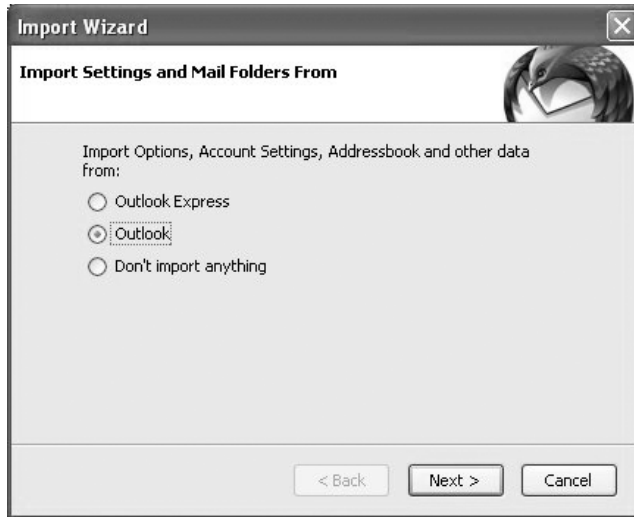 Import Wizard
Import Settings and Mail Folders From
Import Options, Account Settings, Addressbook and other data
from:
Outlook Express
Outlook
Don't import anything
< Back Next > Cancel